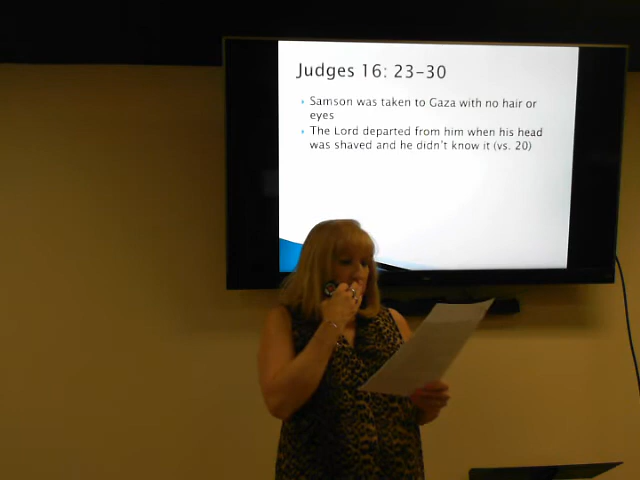 Judges 16: 23-30
Samson was taken to Gaza with no hair or
eyes
The Lord departed from him when his head
was shaved and he didn't know it (vs. 20)